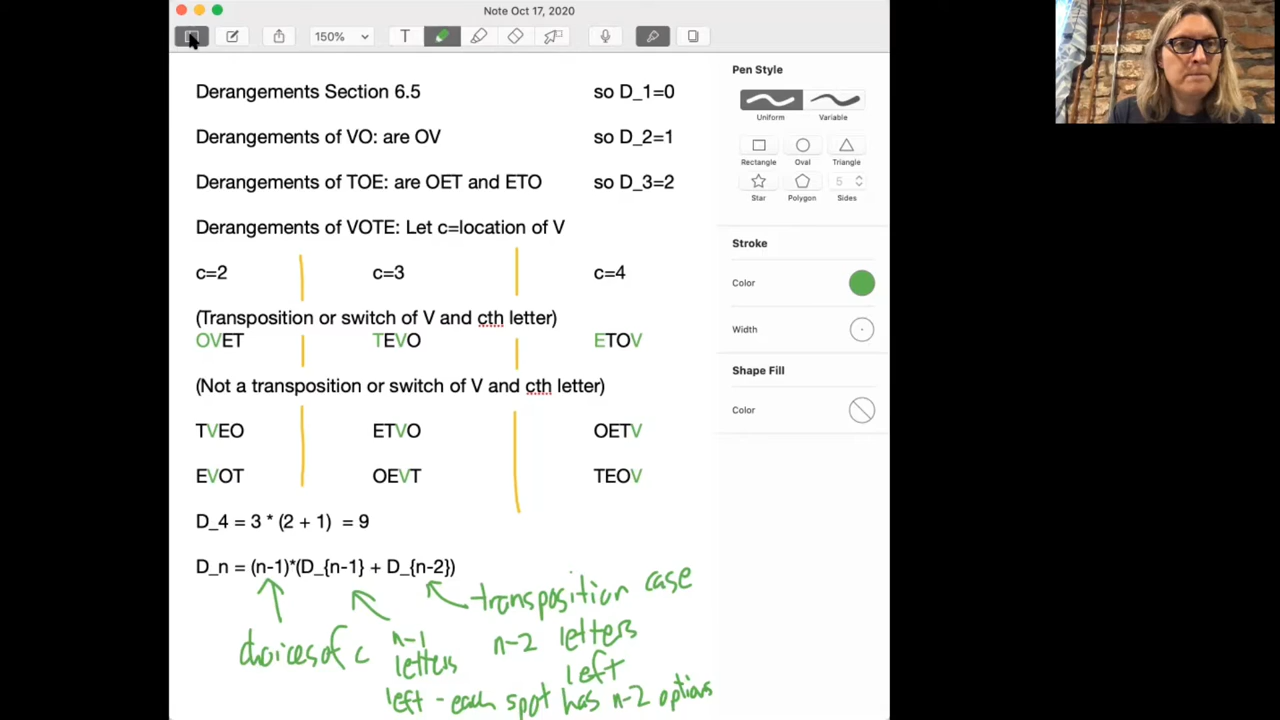 Note Oct 17, 2020
150%
T
Derangements Section 6.5 so D_1=0
Derangements of VO: are OV so D_2=1
Derangements of TOE: are OET and ETO so D_3=2
Derangements of VOTE: Let c=location of V
c=2 c=3 c=4
(Transposition or switch of V and cth letter)
OVET TEVO ETOV
(Not a transposition or switch of V and cth letter)
TVEO ETVO OETV
EVOT OEVT TEOV
D_4 = 3 * (2 + 1) = 9
D_n = (n-1)*(D_{n-1} + D_{n-2})
transposition case
choices of c n-1 n-2 letters
letters left
left - each spot has n-2 options
Pen Style
Uniform Variable
Rectangle Oval Triangle
5
Star Polygon Sides
Stroke
Color
Width
Shape Fill
Color